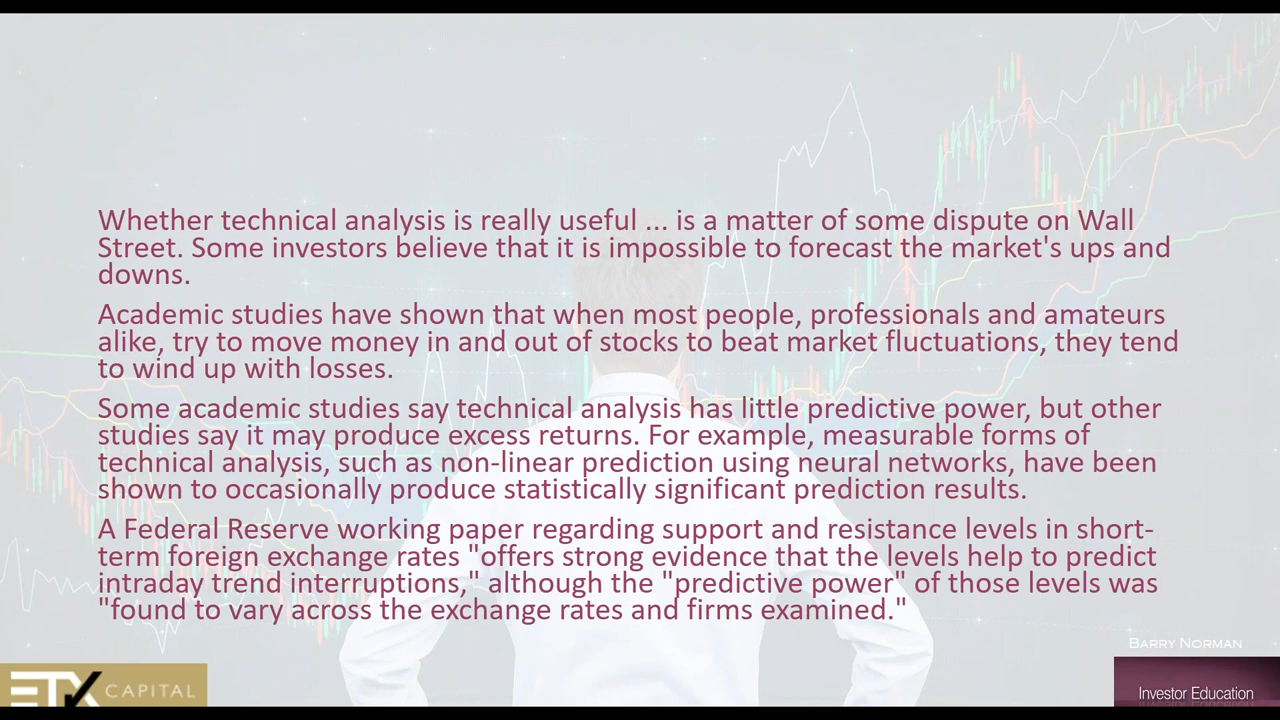 Whether technical analysis is really useful ... is a matter of some dispute on Wall
Street. Some investors believe that it is impossible to forecast the market's ups and
downs.
Academic studies have shown that when most people, professionals and amateurs
alike, try to move money in and out of stocks to beat market fluctuations, they tend
to wind up with losses.
Some academic studies say technical analysis has little predictive power, but other
studies say it may produce excess returns. For example, measurable forms of
technical analysis, such as non-linear prediction using neural networks, have been
shown to occasionally produce statistically significant prediction results.
A Federal Reserve working paper regarding support and resistance levels in short-
term foreign exchange rates "offers strong evidence that the levels help to predict
intraday trend interruptions," although the "predictive power" of those levels was
"found to vary across the exchange rates and firms examined."
Barry Norman
ETX CAPITAL
Investor Education